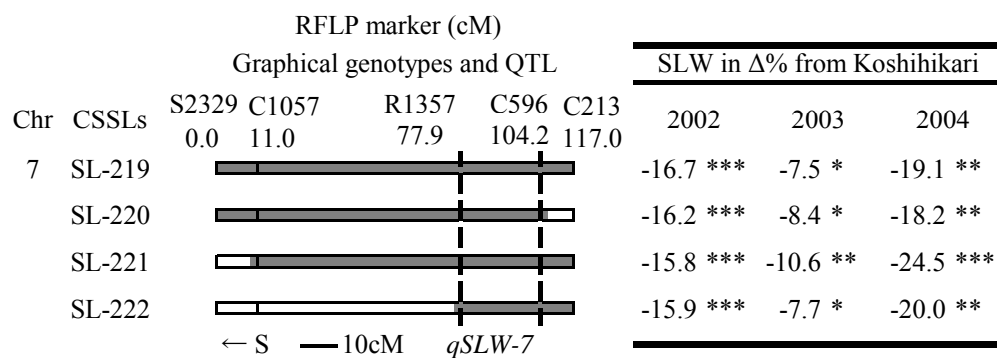 RFLP marker (cM)
Graphical genotypes and QTL
SLW in Δ% from Koshihikari
Chr CSSLs S2329 C1057 R1357 C596 C213 2002 2003 2004
0.0 11.0 77.9 104.2 117.0
7 SL-219 -16.7 *** -7.5 * -19.1 **
SL-220 -16.2 *** -8.4 * -18.2 **
SL-221 -15.8 *** -10.6 ** -24.5 ***
SL-222 -15.9 *** -7.7 * -20.0 **
← S 10cM qSLW-7